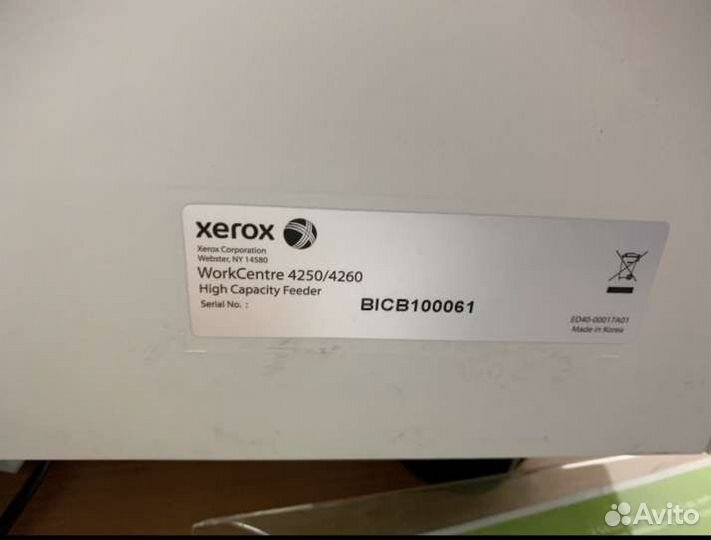 xerox
Xerox Corporation
Webster, NY 14580
WorkCentre 4250/4260
High Capacity Feeder
Serial No. : BICB100061
ED40-00017A01
Made in Korea
Avito